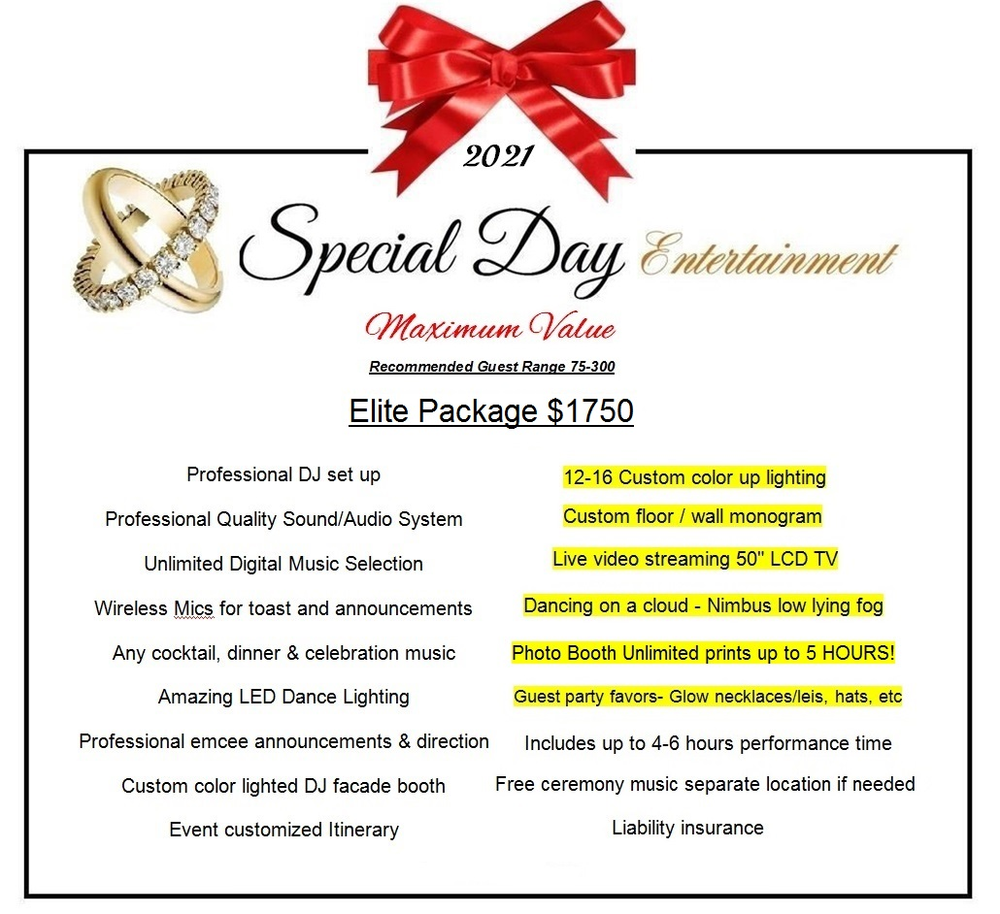 2021
Special Day Entertainment
Maximum Value
Recommended Guest Range 75-300
Elite Package $1750
Professional DJ set up
Professional Quality Sound/Audio System
Unlimited Digital Music Selection
Wireless Mics for toast and announcements
Any cocktail, dinner & celebration music
Amazing LED Dance Lighting
Professional emcee announcements & direction
Custom color lighted DJ facade booth
Event customized Itinerary
12-16 Custom color up lighting
Custom floor / wall monogram
Live video streaming 50" LCD TV
Dancing on a cloud - Nimbus low lying fog
Photo Booth Unlimited prints up to 5 HOURS!
Guest party favors- Glow necklaces/leis, hats, etc
Includes up to 4-6 hours performance time
Free ceremony music separate location if needed
Liability insurance